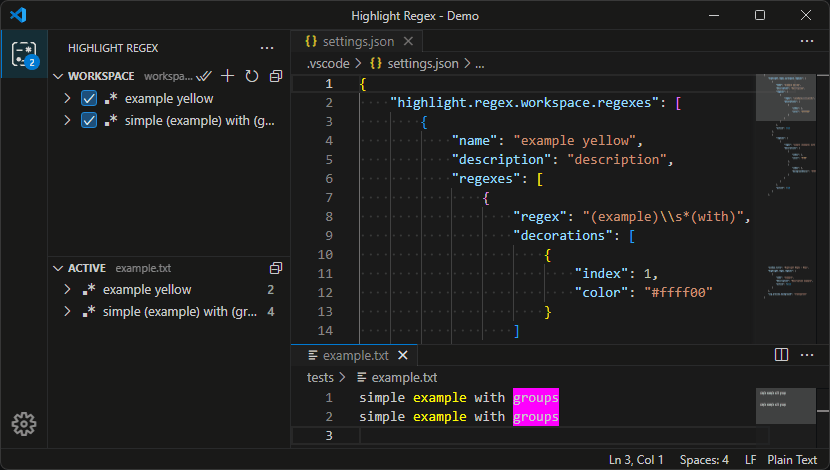 Highlight Regex - Demo
HIGHLIGHT REGEX
2
WORKSPACE workspa...
example yellow
simple (example) with (g...
ACTIVE example.txt
example yellow 2
simple (example) with (gr... 4
settings.json
.vscode > settings.json > ...
1 {
2 "highlight.regex.workspace.regexes": [
3 {
4 "name": "example yellow",
5 "description": "description",
6 "regexes": [
7 {
8 "regex": "(example)\\s*(with)",
9 "decorations": [
10 {
11 "index": 1,
12 "color": "#ffff00"
13 }
14 ]
example.txt
tests > example.txt
1 simple example with groups
2 simple example with groups
3
Ln 3, Col 1 Spaces: 4 LF Plain Text